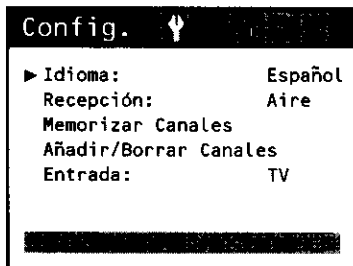 Config.
▶ Idioma: Español
Recepción: Aire
Memorizar Canales
Añadir/Borrar Canales
Entrada: TV